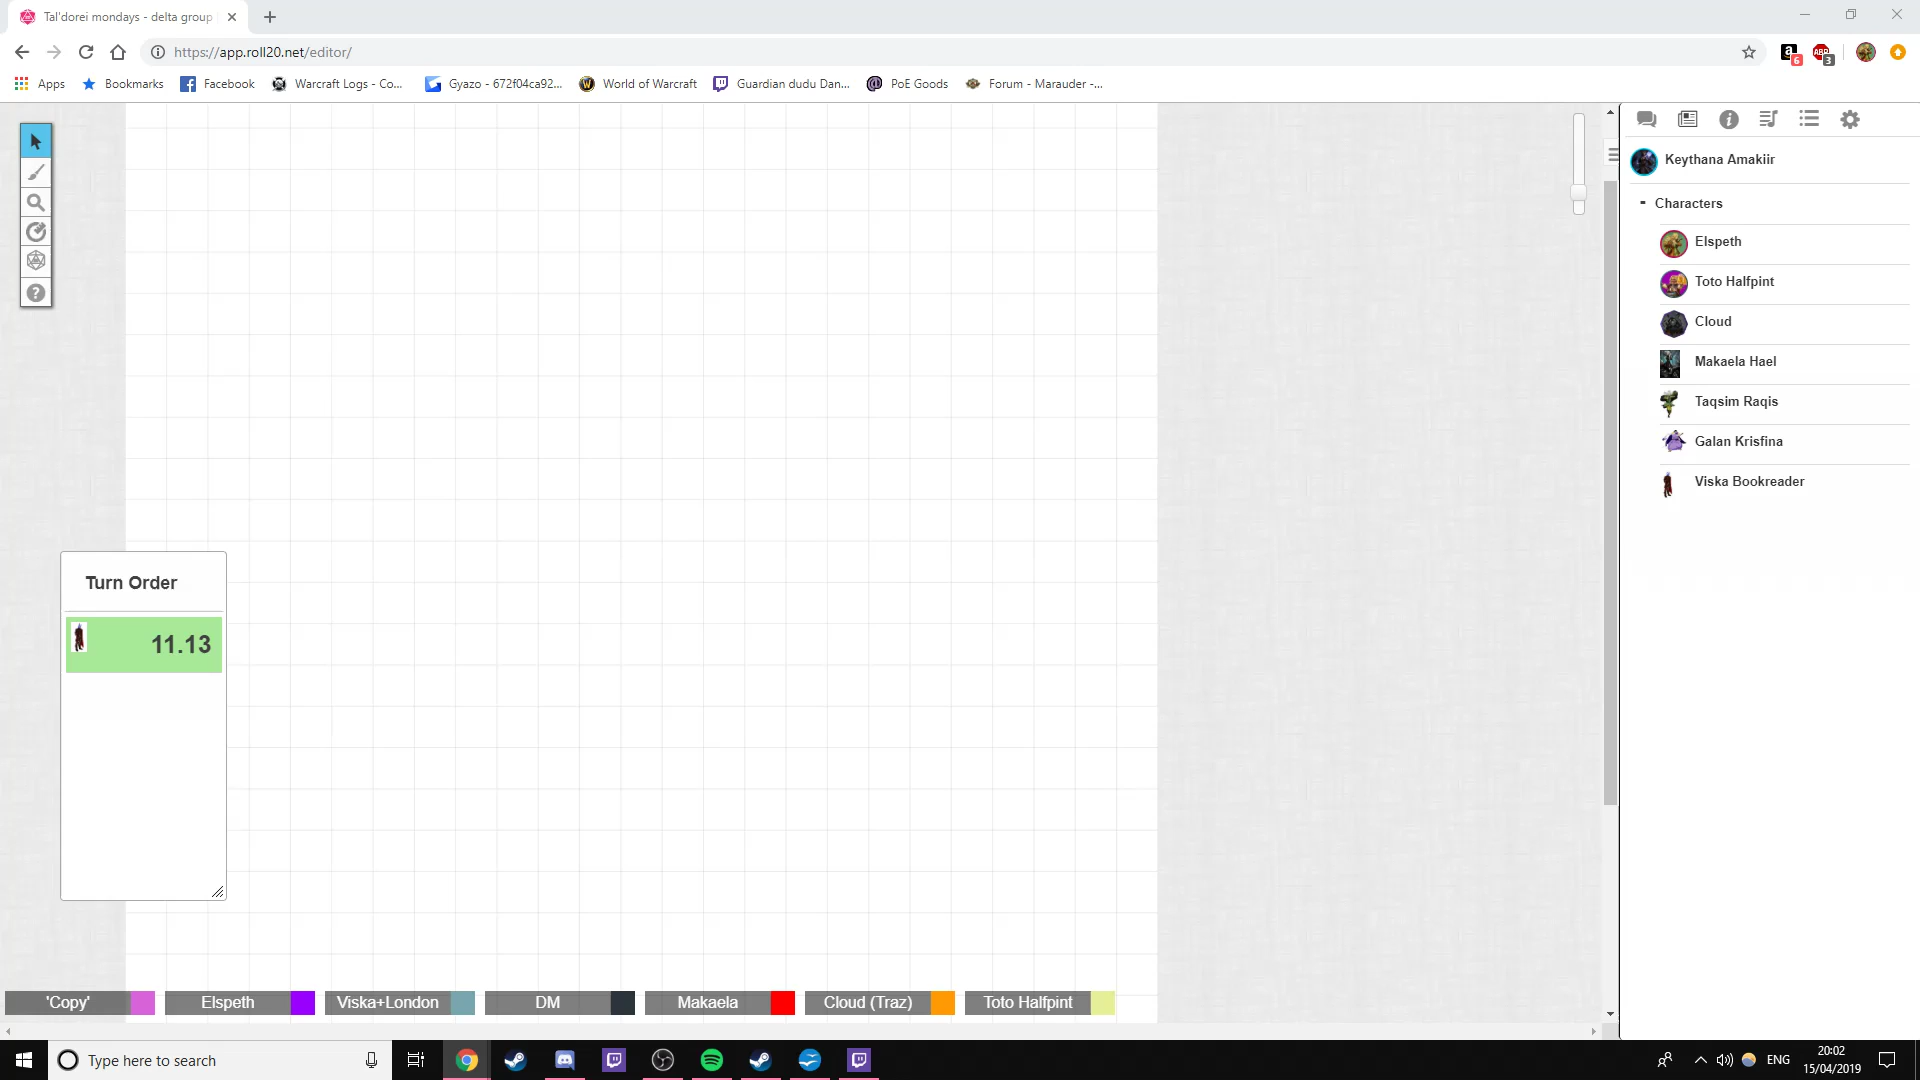 Tal'dorei mondays - delta group
https://app.roll20.net/editor/
6
ABP
3
Apps
Bookmarks
Facebook
Warcraft Logs - Co...
Gyazo - 672f04ca92...
World of Warcraft
Guardian dudu Dan...
PoE Goods
Forum - Marauder -...
Keythana Amakiir
- Characters
Elspeth
Toto Halfpint
Cloud
Makaela Hael
Taqsim Raqis
Galan Krisfina
Viska Bookreader
Turn Order
11.13
'Copy'
Elspeth
Viska+London
DM
Makaela
Cloud (Traz)
Toto Halfpint
Type here to search
ENG
20:02
15/04/2019